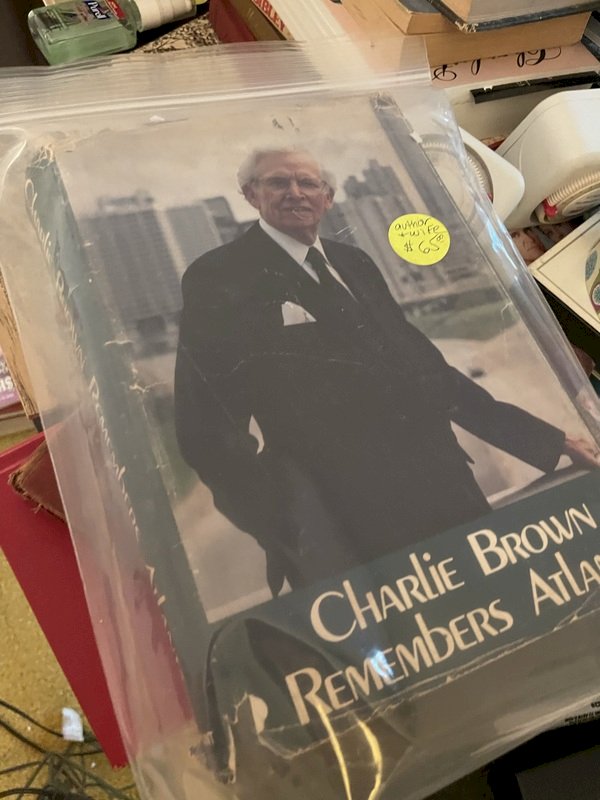 author
+ wife
$65
Charlie Brown
Remembers Atla